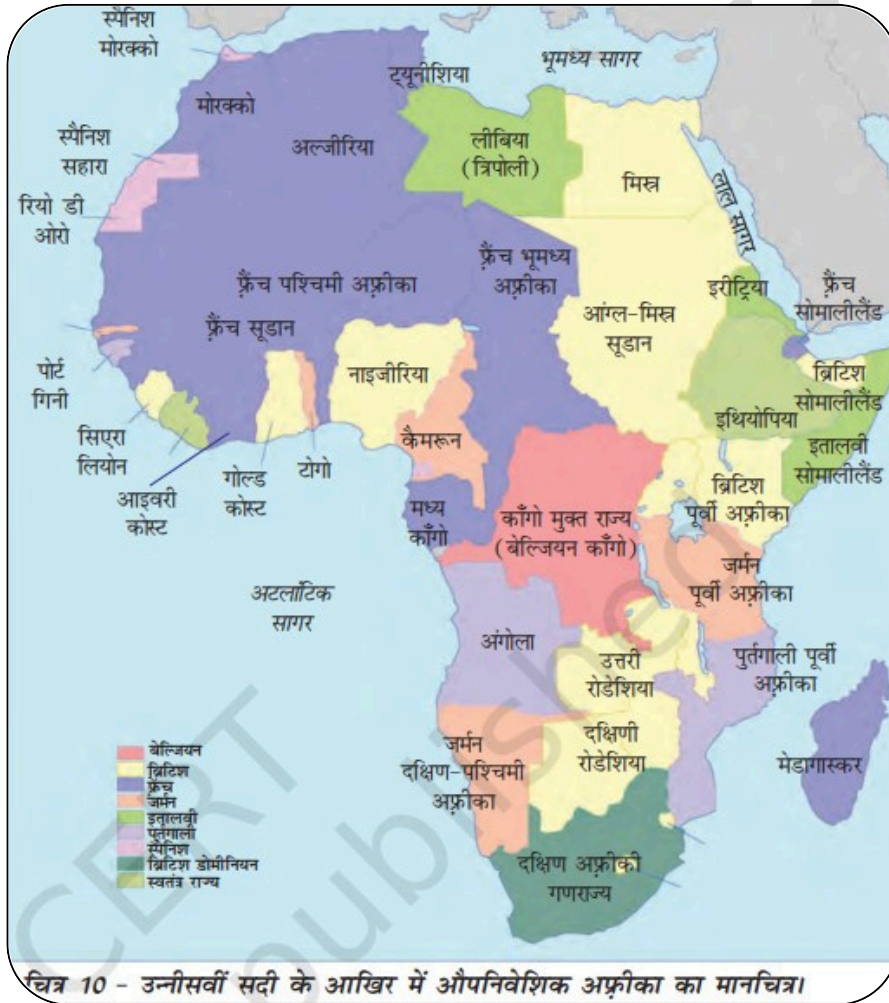 स्पैनिश
मोरक्को
ट्यूनीशिया
भूमध्य सागर
मोरक्को
अल्जीरिया
लीबिया
(त्रिपोली)
मिस्र
लाल सागर
स्पैनिश
सहारा
रियो डी
ओरो
फ़्रैंच पश्चिमी अफ़्रीका
फ़्रैंच सूडान
फ़्रैंच भूमध्य
अफ़्रीका
आंग्ल-मिस्र
सूडान
इरीट्रिया
फ़्रैंच
सोमालीलैंड
पोर्ट
गिनी
नाइजीरिया
ब्रिटिश
सोमालीलैंड
इथियोपिया
इतालवी
सोमालीलैंड
सिएरा
लियोन
आइवरी
कोस्ट
गोल्ड
कोस्ट
टोगो
कैमरून
मध्य
काँगो
काँगो मुक्त राज्य
(बेल्जियन काँगो)
ब्रिटिश
पूर्वी अफ़्रीका
जर्मन
पूर्वी अफ़्रीका
अटलांटिक
सागर
अंगोला
उत्तरी
रोडेशिया
पुर्तगाली पूर्वी
अफ़्रीका
जर्मन
दक्षिण-पश्चिमी
अफ़्रीका
दक्षिणी
रोडेशिया
मेडागास्कर
दक्षिण अफ़्रीकी
गणराज्य
बेल्जियन
ब्रिटिश
फ़्रैंच
जर्मन
इतालवी
पुर्तगाली
स्पैनिश
ब्रिटिश डोमीनियन
स्वतंत्र राज्य
CERT
published
चित्र 10 – उन्नीसवीं सदी के आखिर में औपनिवेशिक अफ़्रीका का मानचित्र।